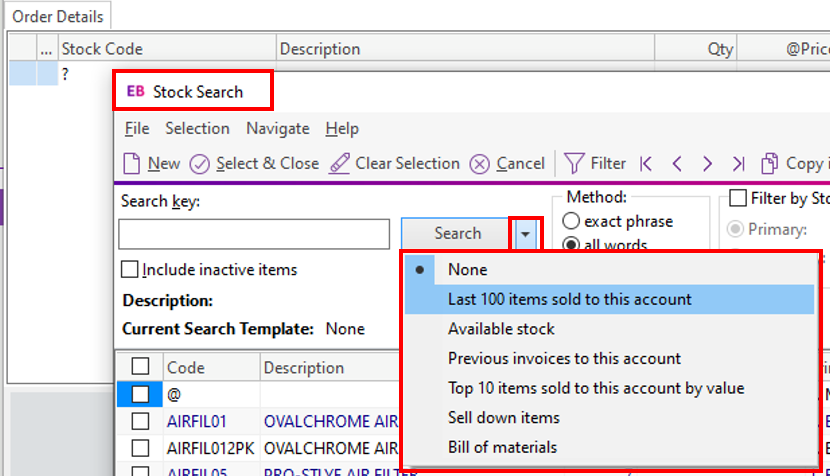 Order Details
... Stock Code Description Qty @Price
?
EB Stock Search
File Selection Navigate Help
New Select & Close Clear Selection Cancel Filter Copy
Search key:
Method:
Filter by
exact phrase
Primary:
Search
all words
Include inactive items
Description:
Current Search Template: None
None
Last 100 items sold to this account
Available stock
Previous invoices to this account
Top 10 items sold to this account by value
Sell down items
Bill of materials
Code Description
@
AIRFIL01 OVALCHROME AIR
AIRFIL012PK OVALCHROME AIR
AIRFIL05 PRO-STLYE AIR FILTER